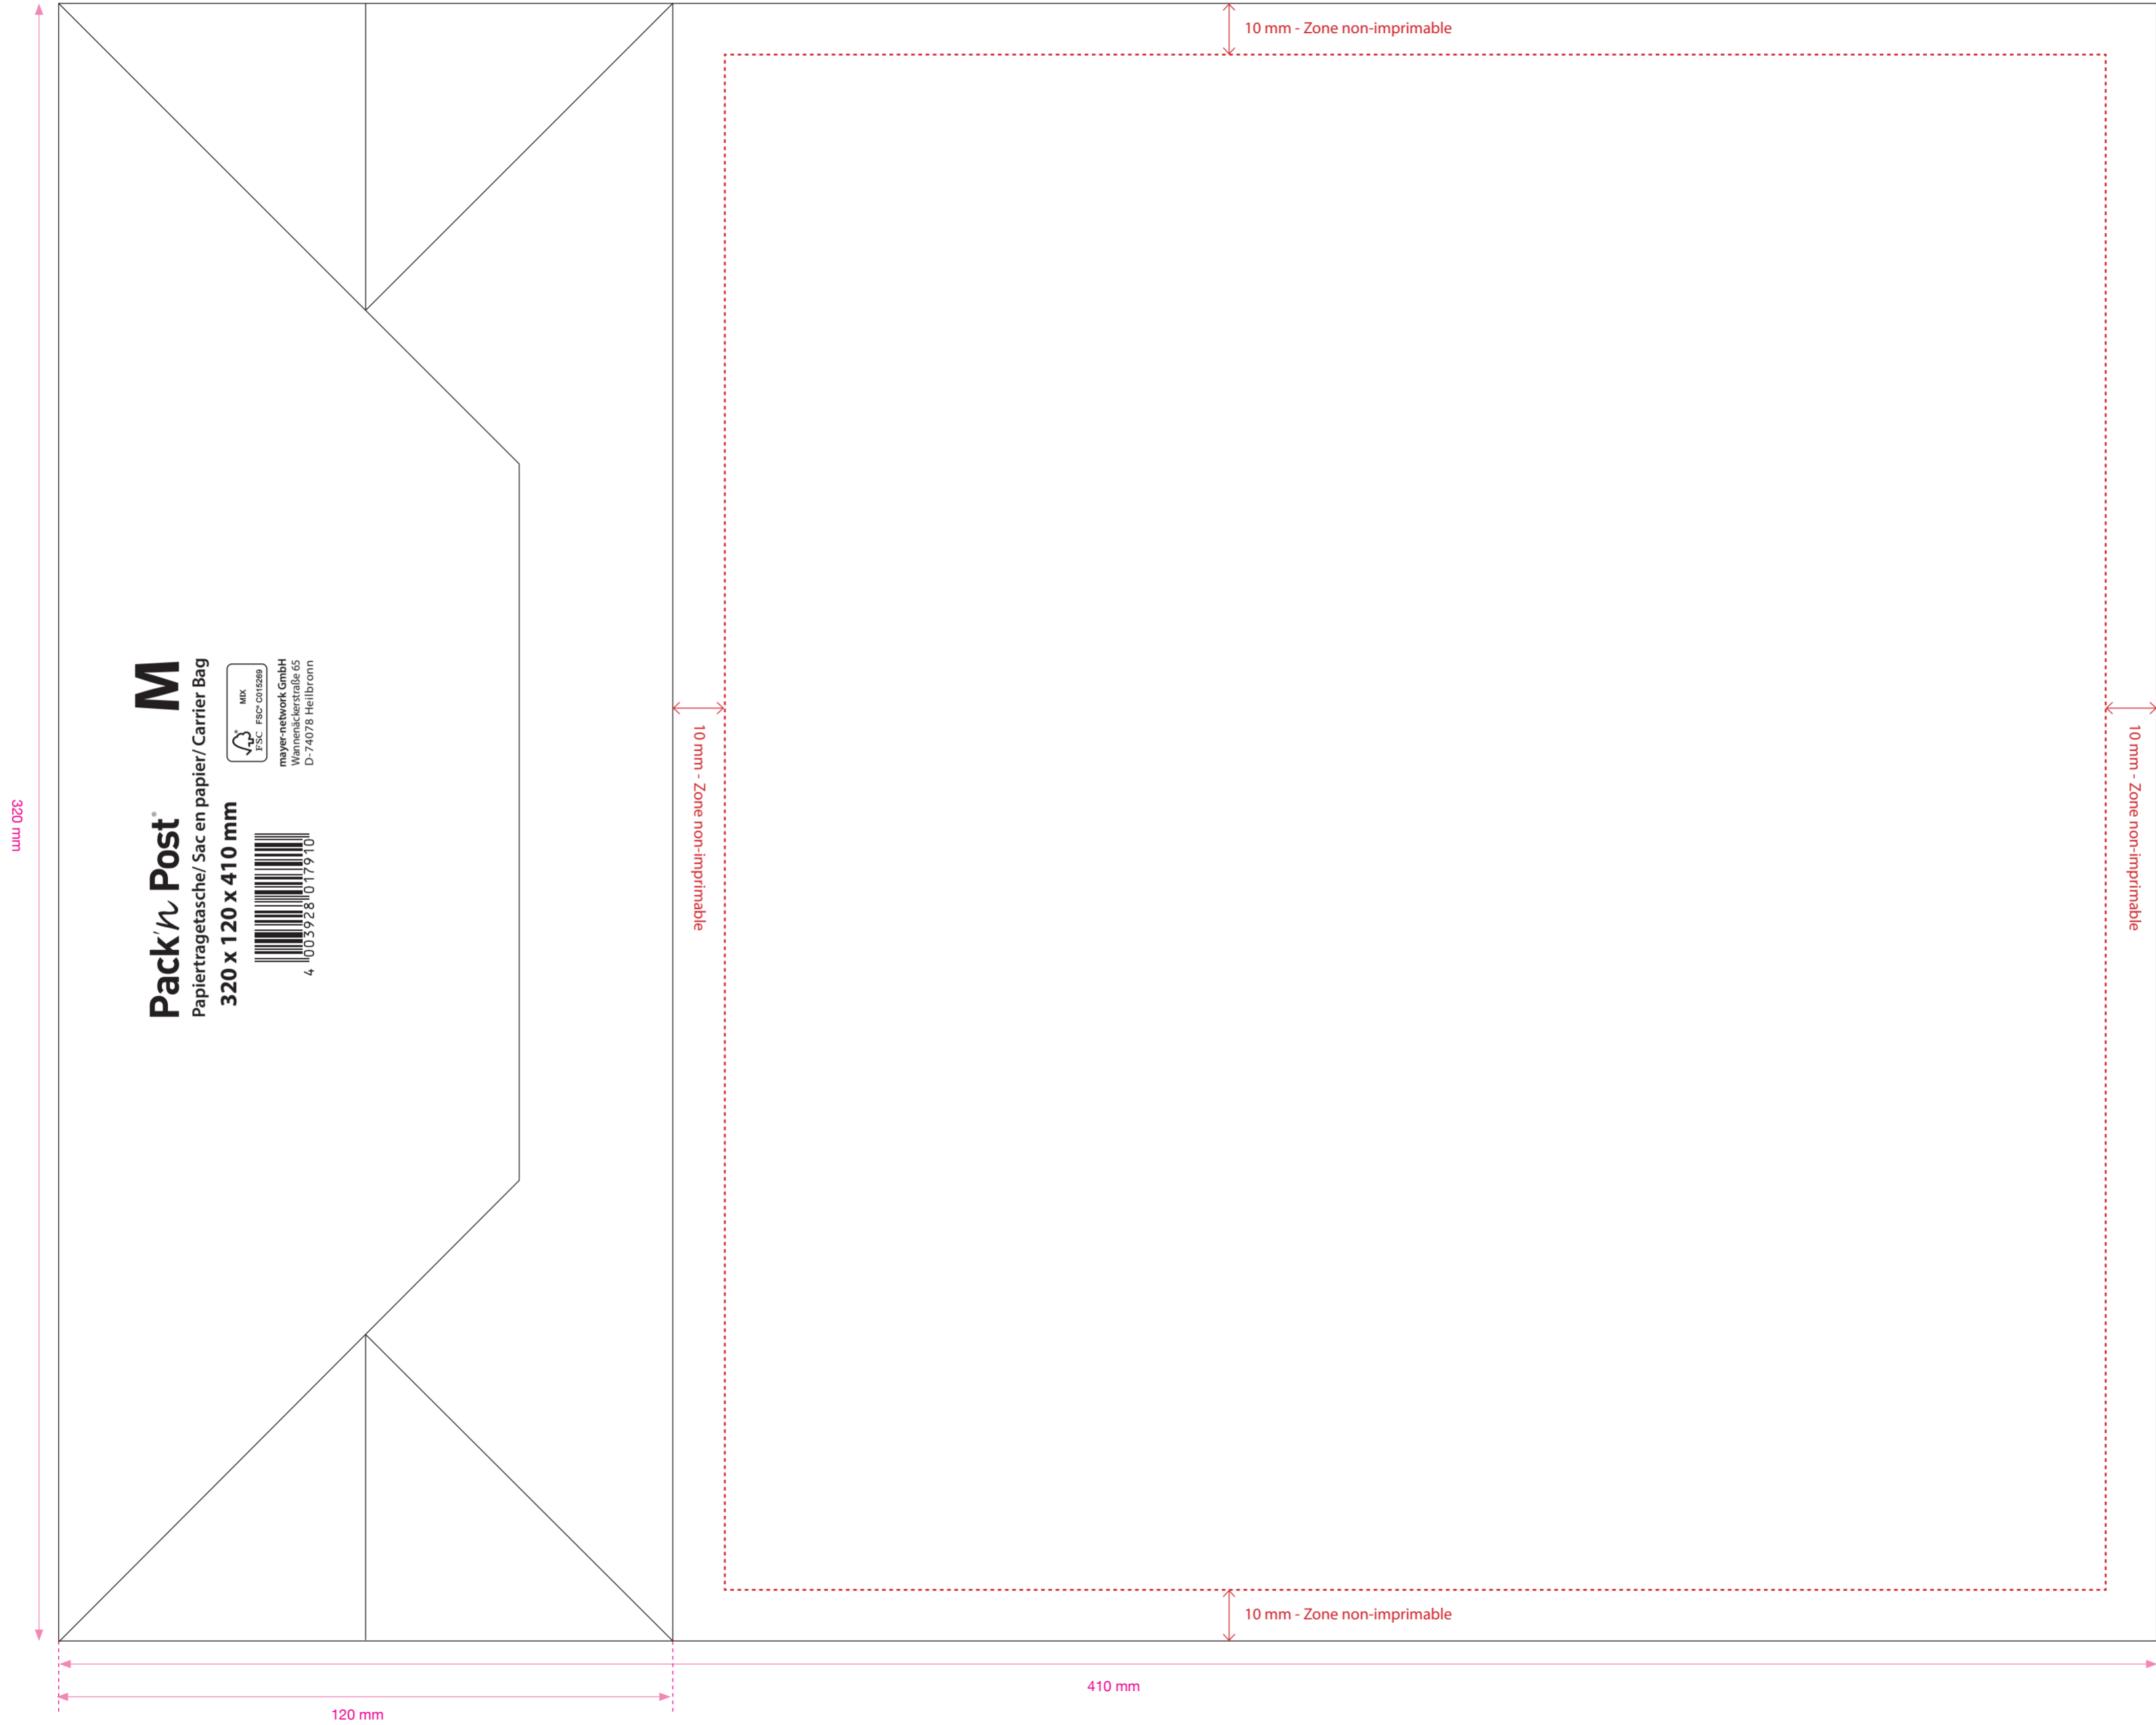 10 mm - Zone non-imprimable
M
Pack'n Post®
Papiertragetasche/ Sac en papier/ Carrier Bag
320 x 120 x 410 mm
FSC®
MIX
FSC® C015269
mayer-network GmbH
Wannenäckerstraße 65
D-74078 Heilbronn
4 003928 017910
10 mm - Zone non-imprimable
10 mm - Zone non-imprimable
320 mm
10 mm - Zone non-imprimable
410 mm
120 mm